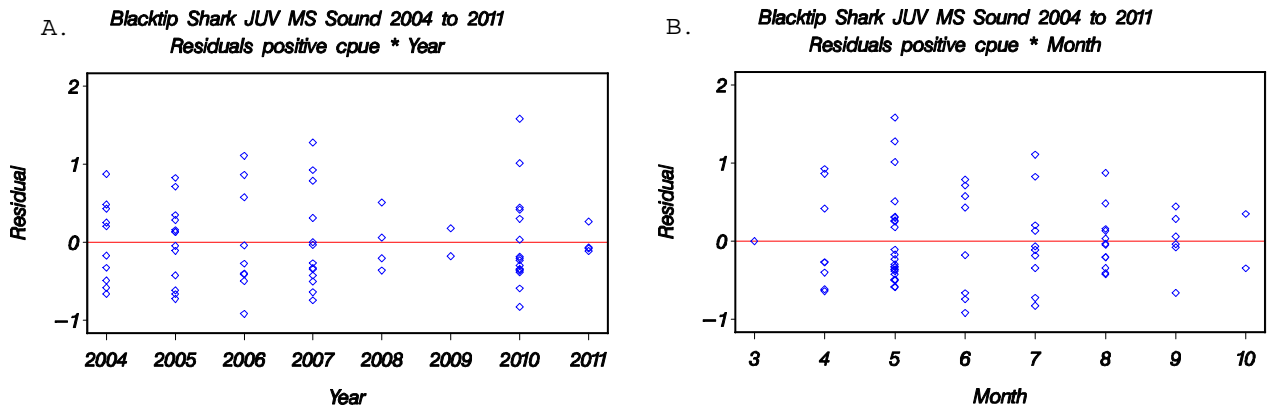 A.
Blacktip Shark JUV MS Sound 2004 to 2011
Residuals positive cpue * Year
2
1
0
−1
Residual
2004 2005 2006 2007 2008 2009 2010 2011
Year
B.
Blacktip Shark JUV MS Sound 2004 to 2011
Residuals positive cpue * Month
2
1
0
−1
Residual
3 4 5 6 7 8 9 10
Month